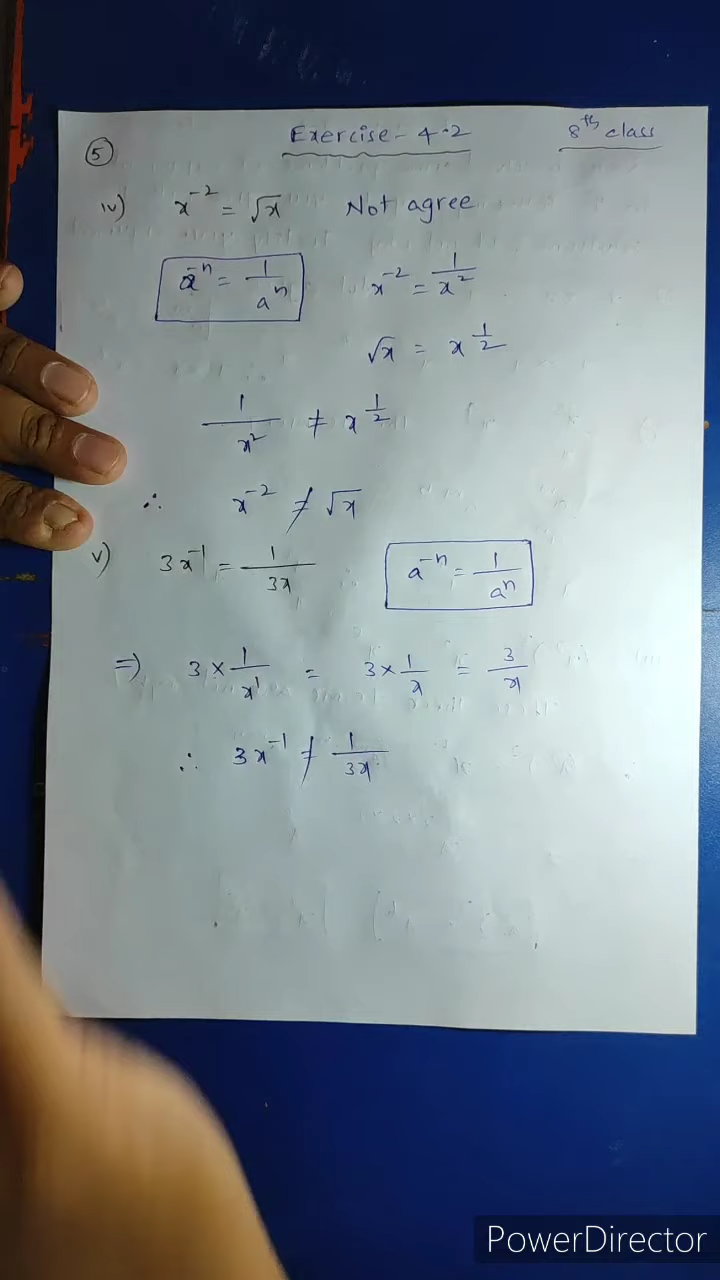 Exercise - 4.2 8th class
⑤
iv) x⁻² = √x Not agree
a⁻ⁿ = 1/aⁿ x⁻² = 1/x²
√x = x^(1/2)
1/x² ≠ x^(1/2)
∴ x⁻² ≠ √x
v) 3x⁻¹ = 1/3x a⁻ⁿ = 1/aⁿ
⇒) 3 × 1/x¹ = 3 × 1/x = 3/x
∴ 3x⁻¹ ≠ 1/3x
PowerDirector